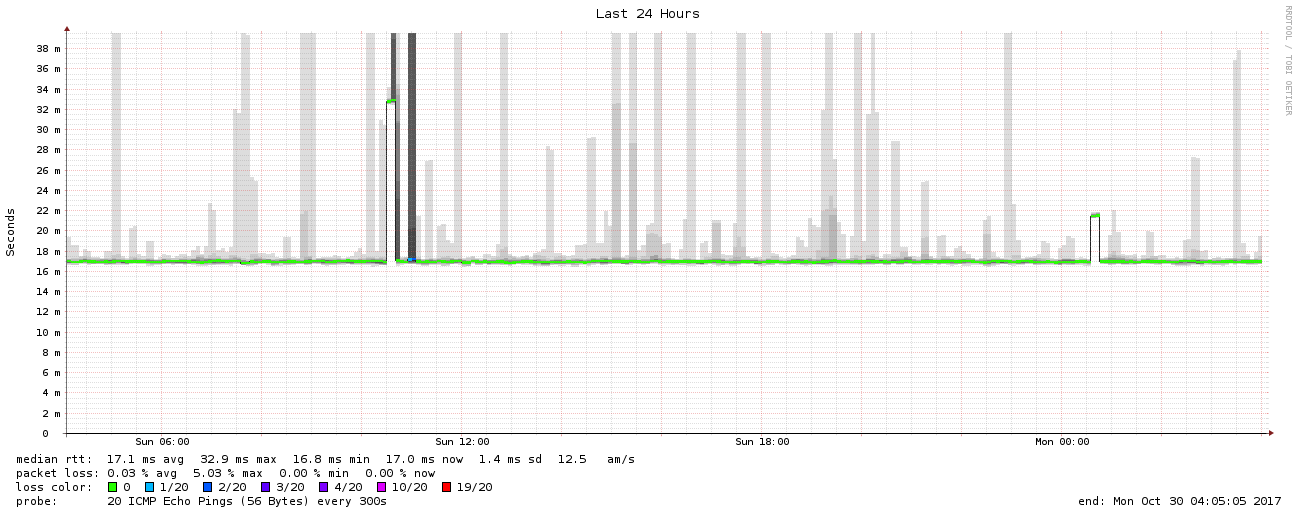 Last 24 Hours
RRDTOOL / TOBI OETIKER
Seconds
38 m
36 m
34 m
32 m
30 m
28 m
26 m
24 m
22 m
20 m
18 m
16 m
14 m
12 m
10 m
8 m
6 m
4 m
2 m
0
Sun 06:00 Sun 12:00 Sun 18:00 Mon 00:00
median rtt: 17.1 ms avg 32.9 ms max 16.8 ms min 17.0 ms now 1.4 ms sd 12.5 am/s
packet loss: 0.03 % avg 5.03 % max 0.00 % min 0.00 % now
loss color: 0 1/20 2/20 3/20 4/20 10/20 19/20
probe: 20 ICMP Echo Pings (56 Bytes) every 300s end: Mon Oct 30 04:05:05 2017